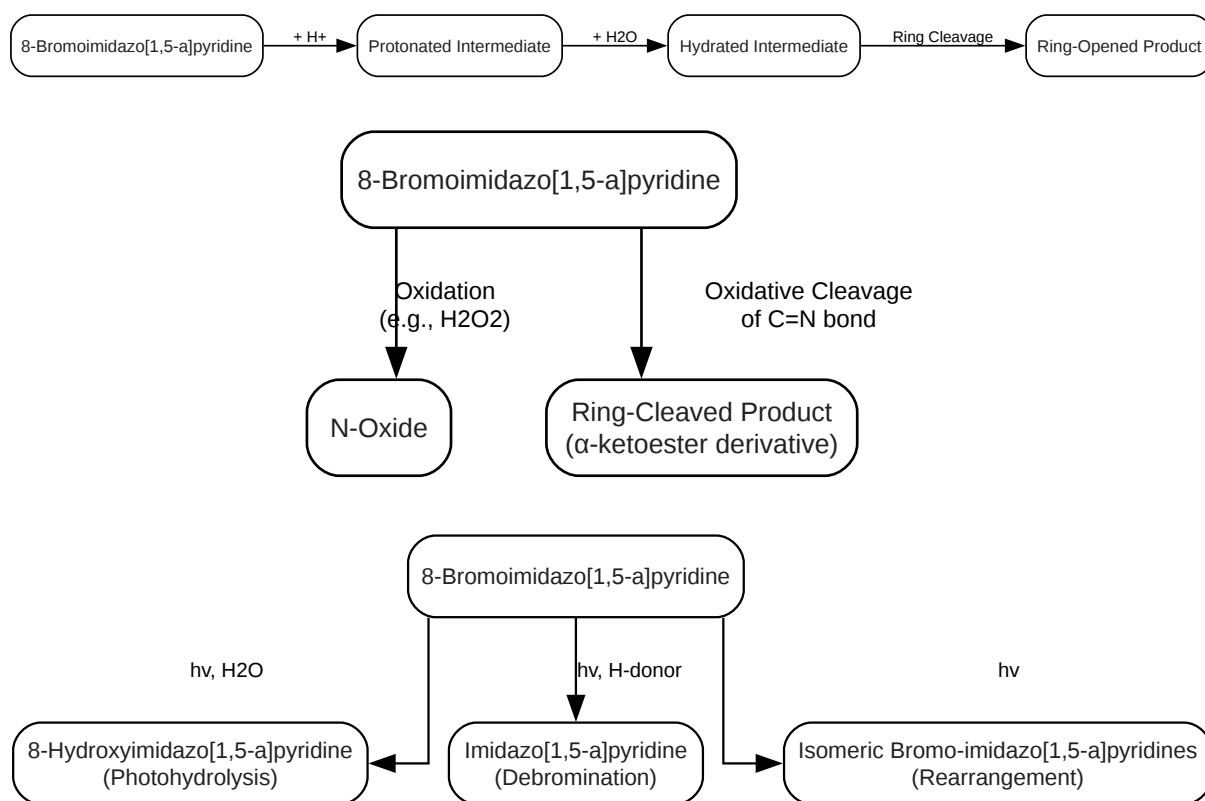 8-Bromoimidazo[1,5-a]pyridine
+ H+
Protonated Intermediate
+ H2O
Hydrated Intermediate
Ring Cleavage
Ring-Opened Product
8-Bromoimidazo[1,5-a]pyridine
Oxidation
(e.g., H2O2)
Oxidative Cleavage
of C=N bond
N-Oxide
Ring-Cleaved Product
(α-ketoester derivative)
8-Bromoimidazo[1,5-a]pyridine
hv, H2O
hv, H-donor
hv
8-Hydroxyimidazo[1,5-a]pyridine
(Photohydrolysis)
Imidazo[1,5-a]pyridine
(Debromination)
Isomeric Bromo-imidazo[1,5-a]pyridines
(Rearrangement)